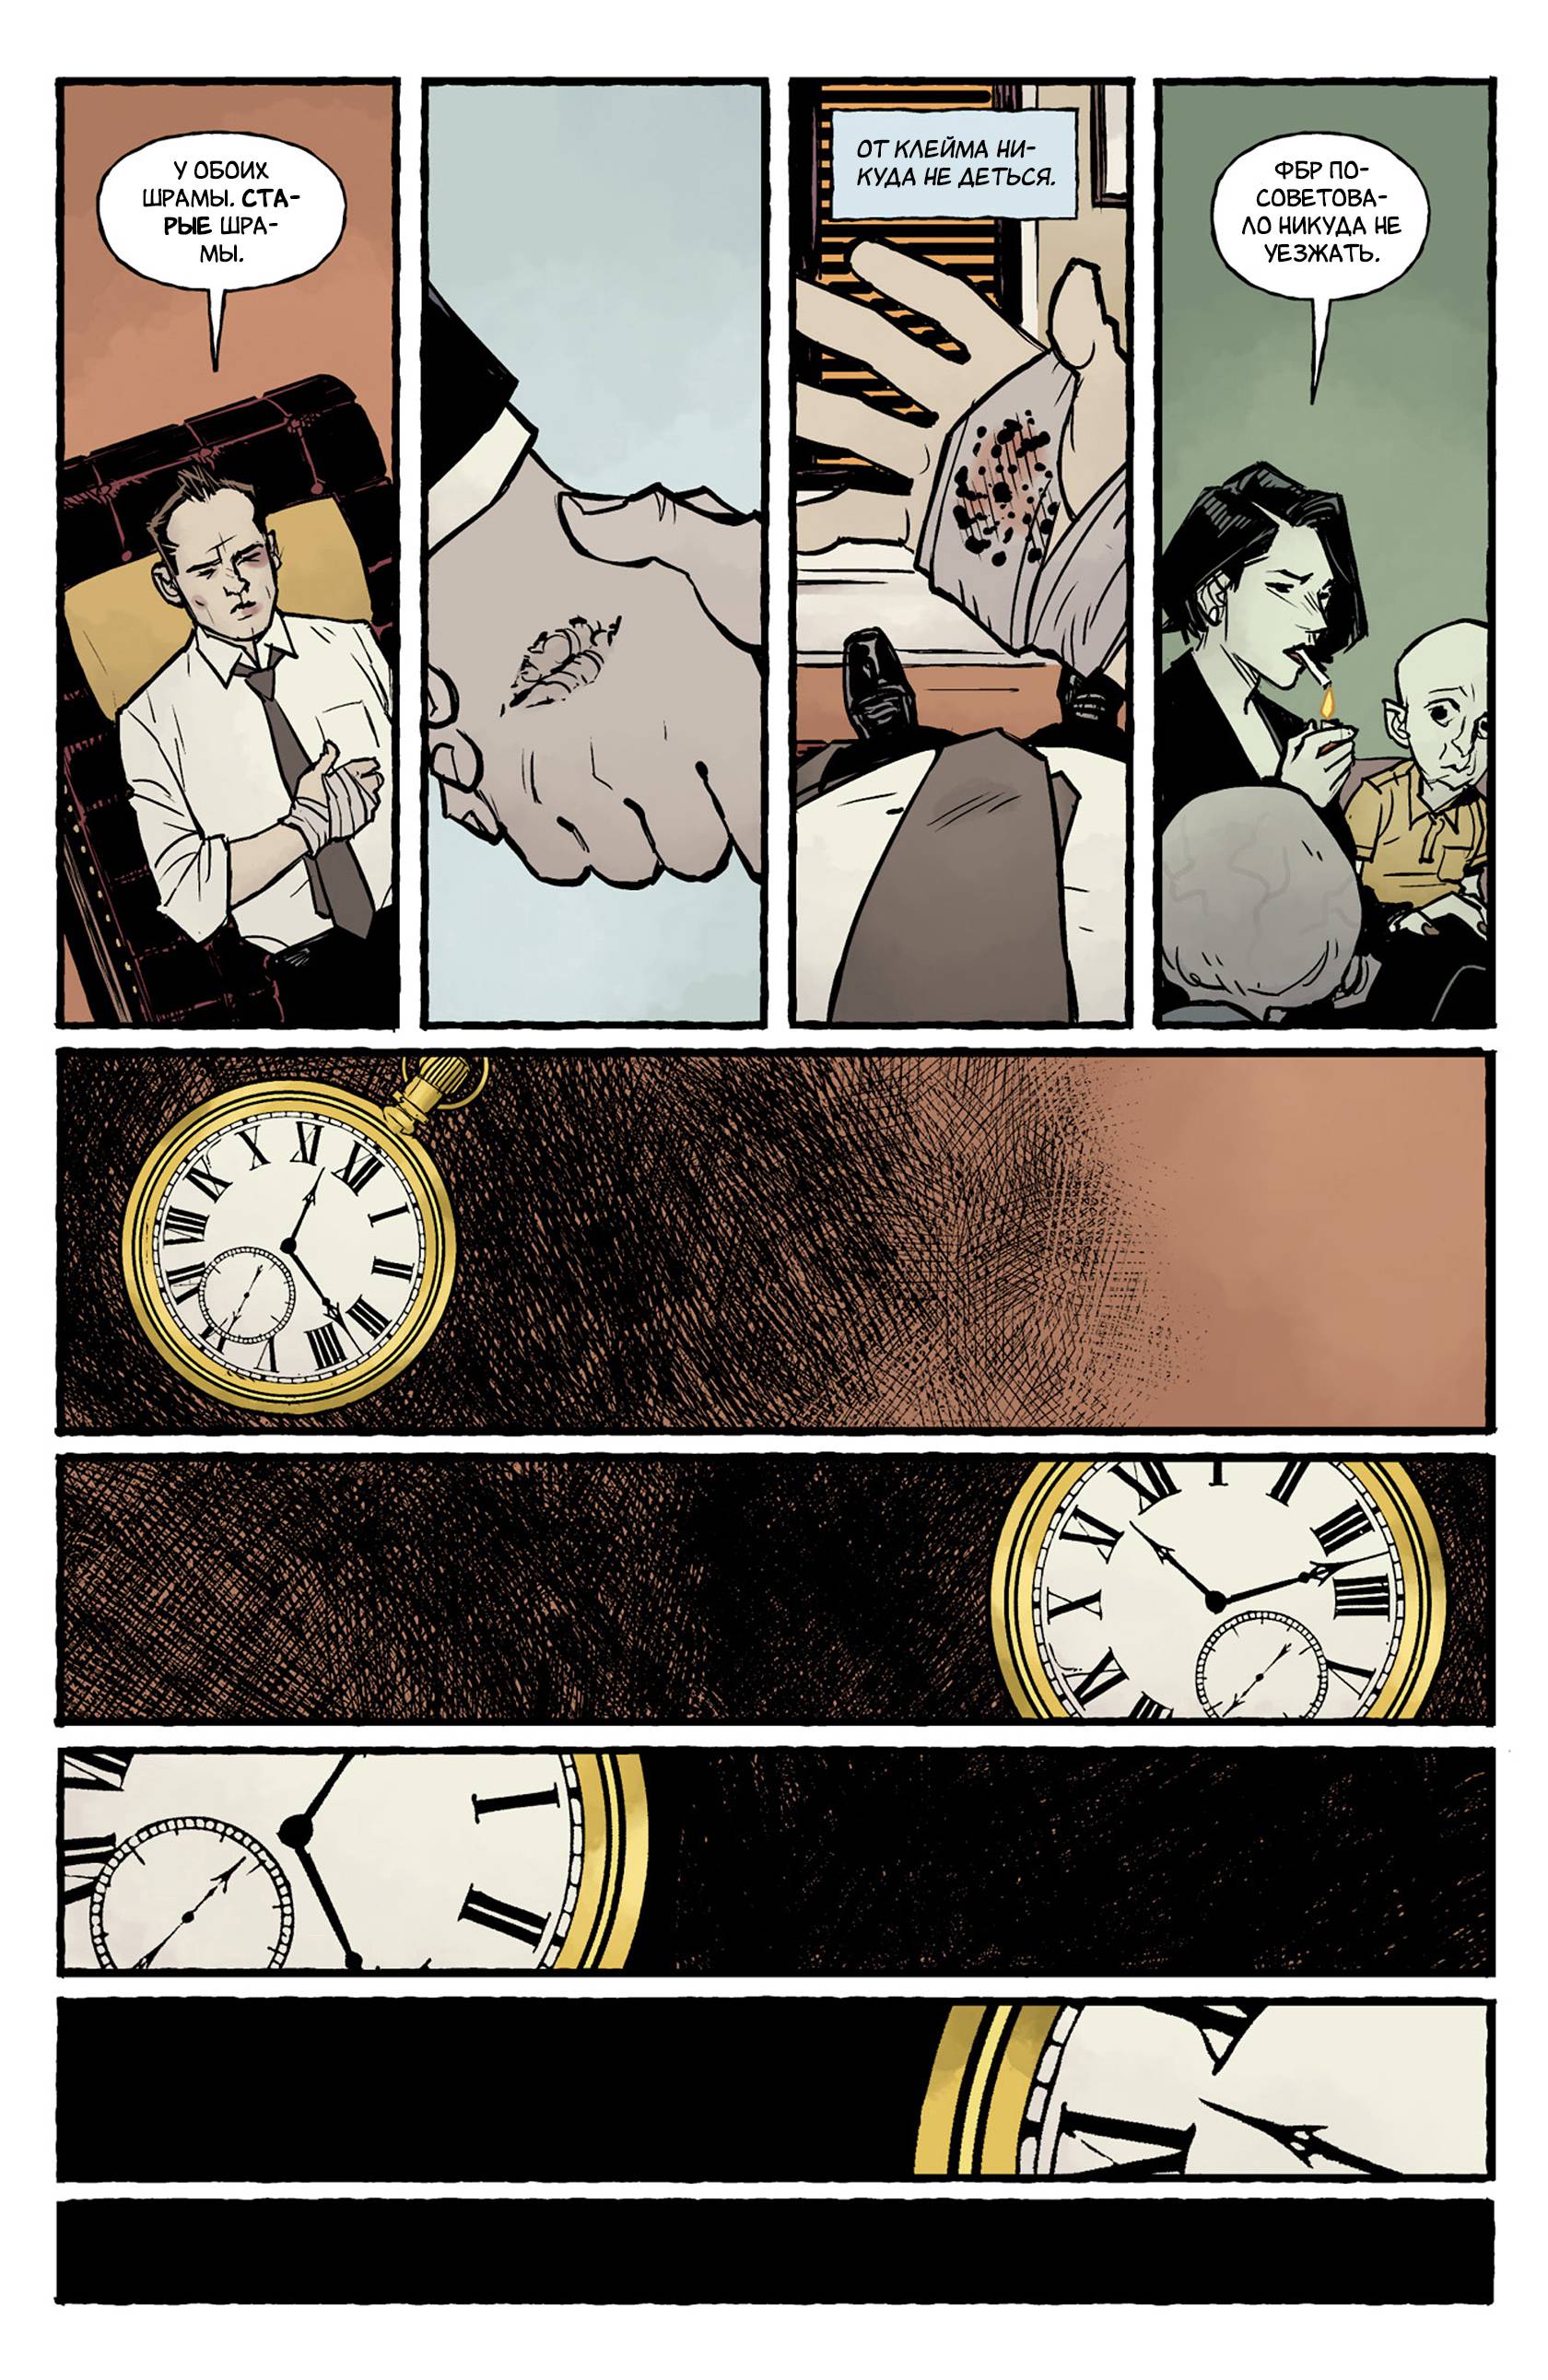 У ОБОИХ
ШРАМЫ. СТА-
РЫЕ ШРА-
МЫ.
ОТ КЛЕЙМА НИ-
КУДА НЕ ДЕТЬСЯ.
ФБР ПО-
СОВЕТОВА-
ЛО НИКУДА НЕ
УЕЗЖАТЬ.